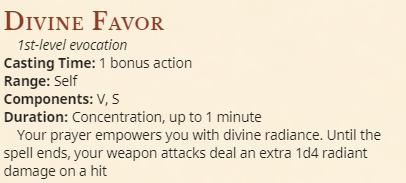 Divine Favor
1st-level evocation
Casting Time: 1 bonus action
Range: Self
Components: V, S
Duration: Concentration, up to 1 minute
Your prayer empowers you with divine radiance. Until the
spell ends, your weapon attacks deal an extra 1d4 radiant
damage on a hit